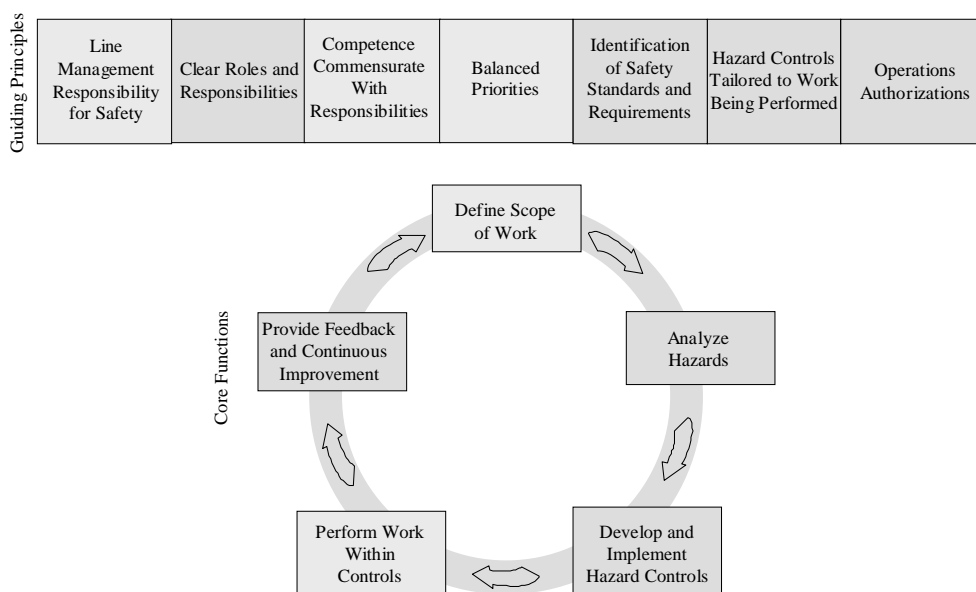 Guiding Principles
Line
Management
Responsibility
for Safety
Clear Roles and
Responsibilities
Competence
Commensurate
With
Responsibilities
Balanced
Priorities
Identification
of Safety
Standards and
Requirements
Hazard Controls
Tailored to Work
Being Performed
Operations
Authorizations
Core Functions
Define Scope
of Work
Analyze
Hazards
Develop and
Implement
Hazard Controls
Perform Work
Within
Controls
Provide Feedback
and Continuous
Improvement